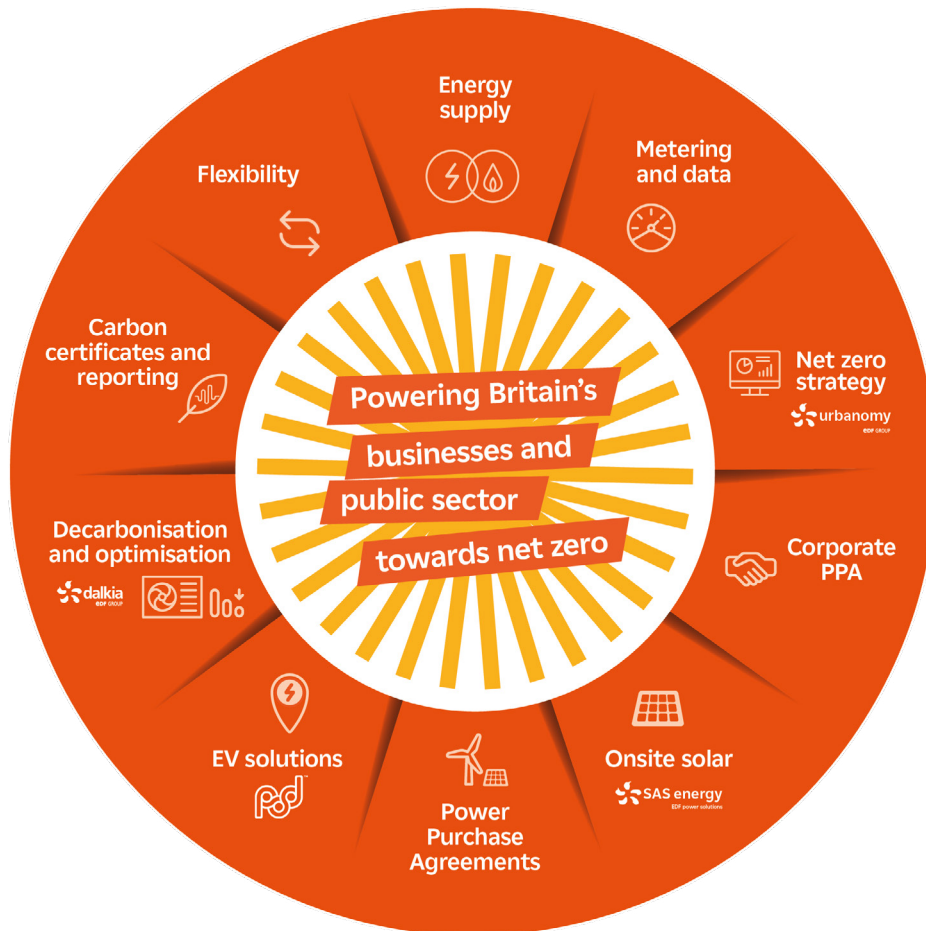 Energy
supply
Metering
and data
Net zero
strategy
urbanomy
EDF GROUP
Corporate
PPA
Onsite solar
SAS energy
EDF power solutions
Power
Purchase
Agreements
EV solutions
pod™
Decarbonisation
and optimisation
dalkia
EDF GROUP
Carbon
certificates and
reporting
Flexibility
Powering Britain’s
businesses and
public sector
towards net zero